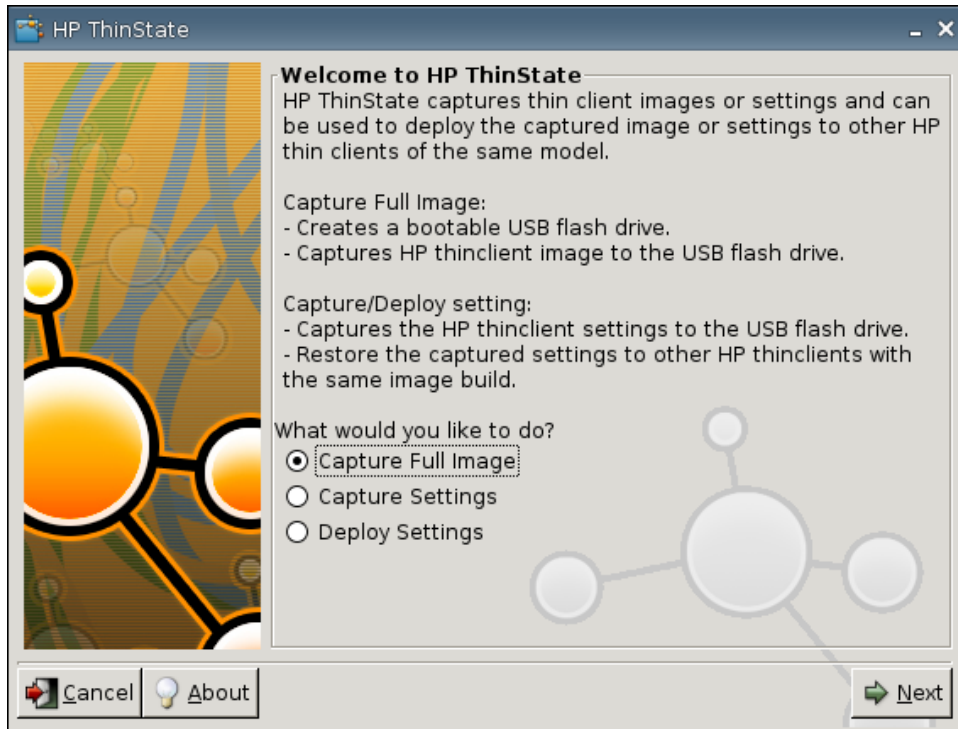 HP ThinState
Welcome to HP ThinState
HP ThinState captures thin client images or settings and can
be used to deploy the captured image or settings to other HP
thin clients of the same model.
Capture Full Image:
- Creates a bootable USB flash drive.
- Captures HP thinclient image to the USB flash drive.
Capture/Deploy setting:
- Captures the HP thinclient settings to the USB flash drive.
- Restore the captured settings to other HP thinclients with
the same image build.
What would you like to do?
Capture Full Image
Capture Settings
Deploy Settings
Cancel
About
Next